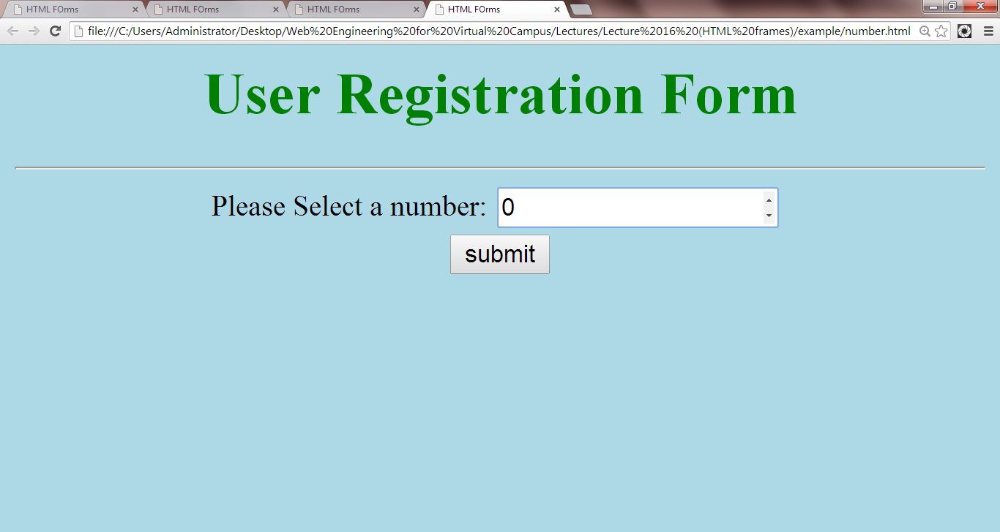 HTML FOrms HTML FOrms HTML FOrms HTML FOrms
file:///C:/Users/Administrator/Desktop/Web%20Engineering%20for%20Virtual%20Campus/Lectures/Lecture%2016%20(HTML%20frames)/example/number.html
User Registration Form
Please Select a number: 0
submit